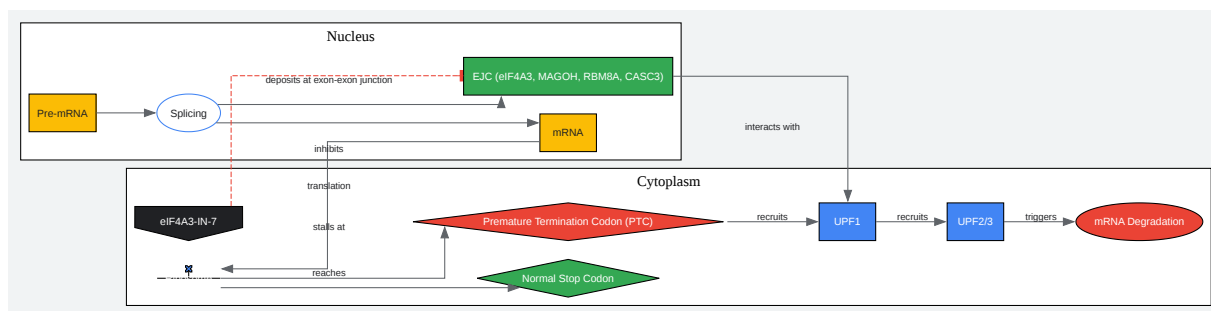 Nucleus
deposits at exon-exon junction
EJC (eIF4A3, MAGOH, RBM8A, CASC3)
Pre-mRNA
Splicing
mRNA
interacts with
inhibits
Cytoplasm
translation
eIF4A3-IN-7
stalls at
Premature Termination Codon (PTC)
recruits
UPF1
recruits
UPF2/3
triggers
mRNA Degradation
reaches
Normal Stop Codon